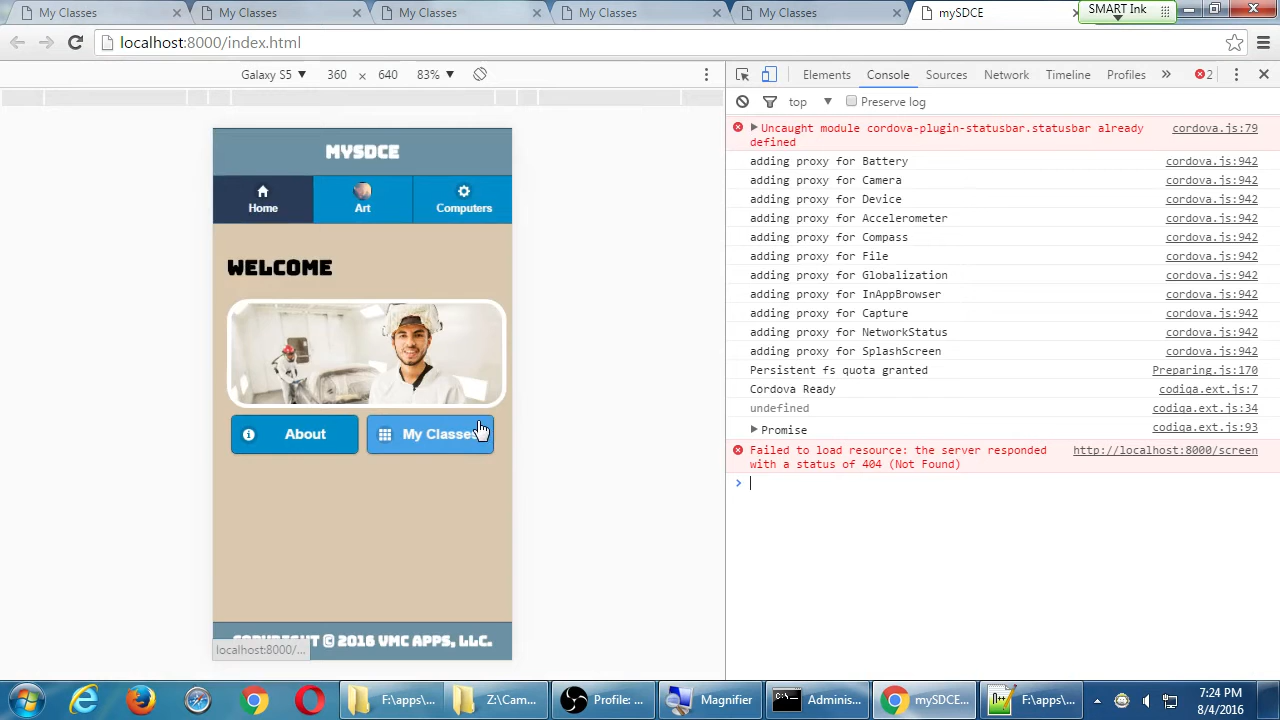 My Classes
My Classes
My Classes
My Classes
My Classes
mySDCE
SMART Ink
localhost:8000/index.html
Galaxy S5 ▼ 360 x 640 83% ▼
Elements Console Sources Network Timeline Profiles » 2
top ▼ Preserve log
Uncaught module cordova-plugin-statusbar.statusbar already defined cordova.js:79
adding proxy for Battery cordova.js:942
adding proxy for Camera cordova.js:942
adding proxy for Device cordova.js:942
adding proxy for Accelerometer cordova.js:942
adding proxy for Compass cordova.js:942
adding proxy for File cordova.js:942
adding proxy for Globalization cordova.js:942
adding proxy for InAppBrowser cordova.js:942
adding proxy for Capture cordova.js:942
adding proxy for NetworkStatus cordova.js:942
adding proxy for SplashScreen cordova.js:942
Persistent fs quota granted Preparing.js:170
Cordova Ready codiqa.ext.js:7
undefined codiqa.ext.js:34
Promise codiqa.ext.js:93
Failed to load resource: the server responded with a status of 404 (Not Found) http://localhost:8000/screen
MYSDCE
Home Art Computers
WELCOME
About My Classes
COPYRIGHT © 2016 VMC APPS, LLC.
localhost:8000/...
F:\apps\... Z:\Cam... Profile: ... Magnifier Adminis... mySDCE... F:\apps\...
7:24 PM
8/4/2016